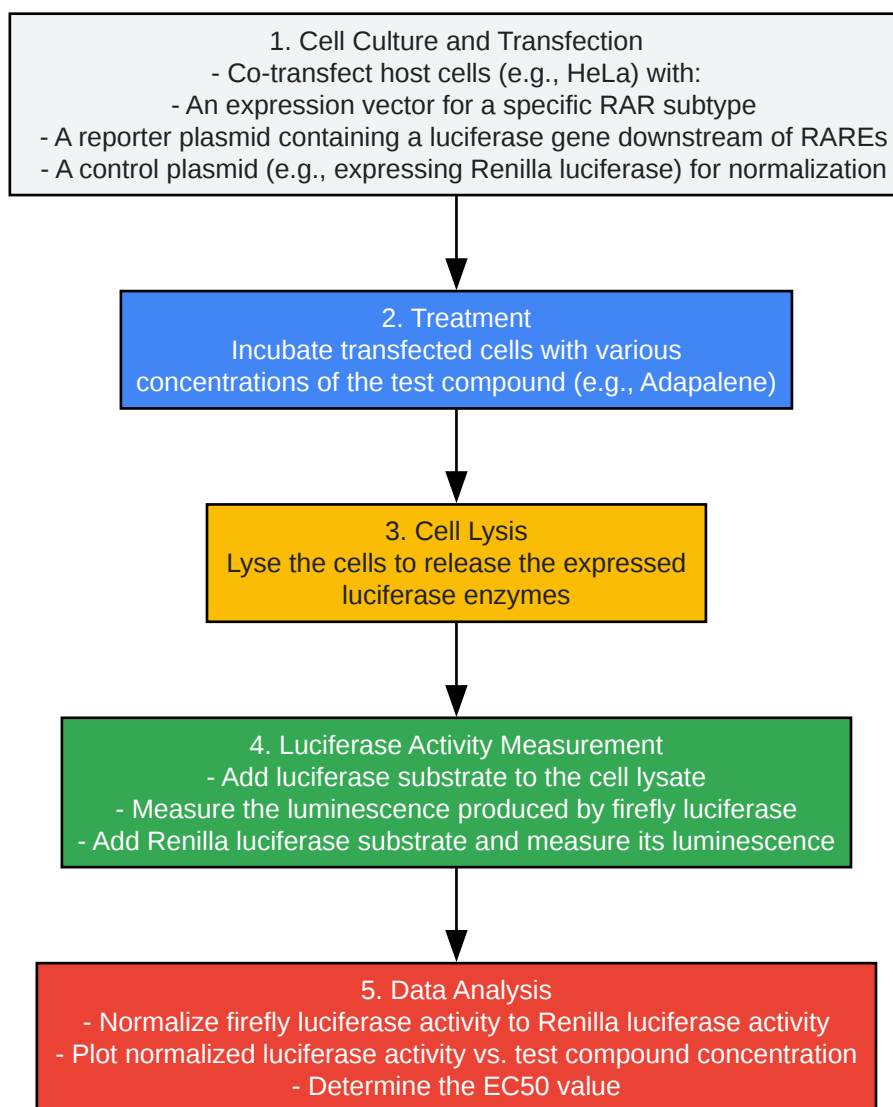 1. Cell Culture and Transfection
- Co-transfect host cells (e.g., HeLa) with:
- An expression vector for a specific RAR subtype
- A reporter plasmid containing a luciferase gene downstream of RAREs
- A control plasmid (e.g., expressing Renilla luciferase) for normalization
2. Treatment
Incubate transfected cells with various
concentrations of the test compound (e.g., Adapalene)
3. Cell Lysis
Lyse the cells to release the expressed
luciferase enzymes
4. Luciferase Activity Measurement
- Add luciferase substrate to the cell lysate
- Measure the luminescence produced by firefly luciferase
- Add Renilla luciferase substrate and measure its luminescence
5. Data Analysis
- Normalize firefly luciferase activity to Renilla luciferase activity
- Plot normalized luciferase activity vs. test compound concentration
- Determine the EC50 value